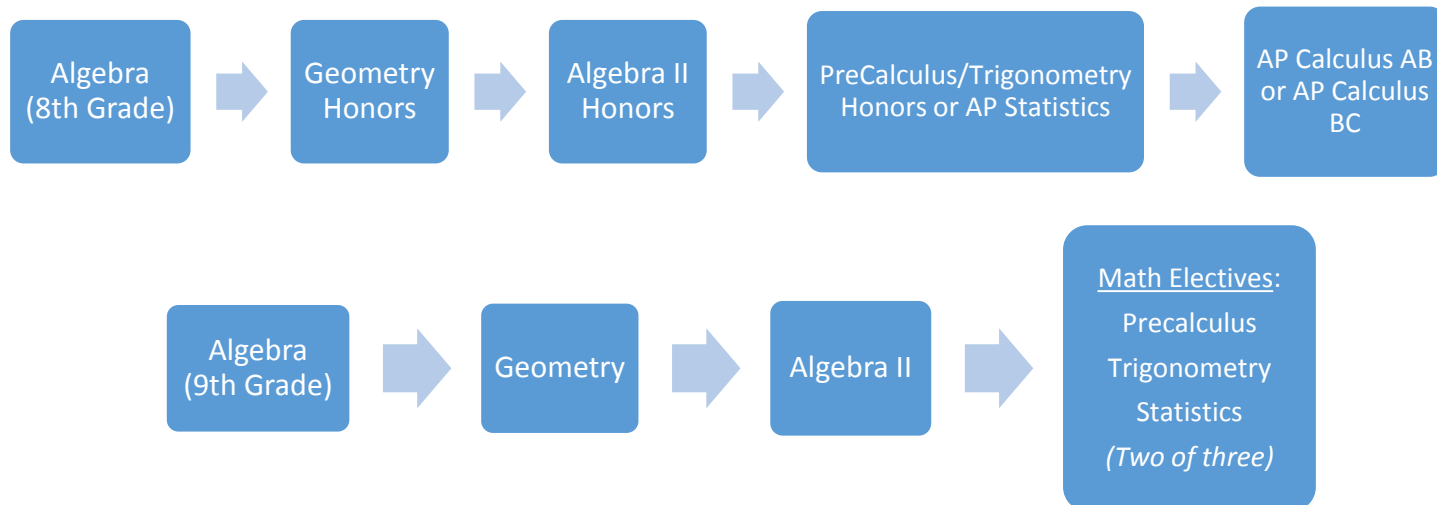 Algebra
(8th Grade)
Geometry
Honors
Algebra II
Honors
PreCalculus/Trigonometry
Honors or AP Statistics
AP Calculus AB
or AP Calculus
BC
Algebra
(9th Grade)
Geometry
Algebra II
Math Electives:
Precalculus
Trigonometry
Statistics
(Two of three)